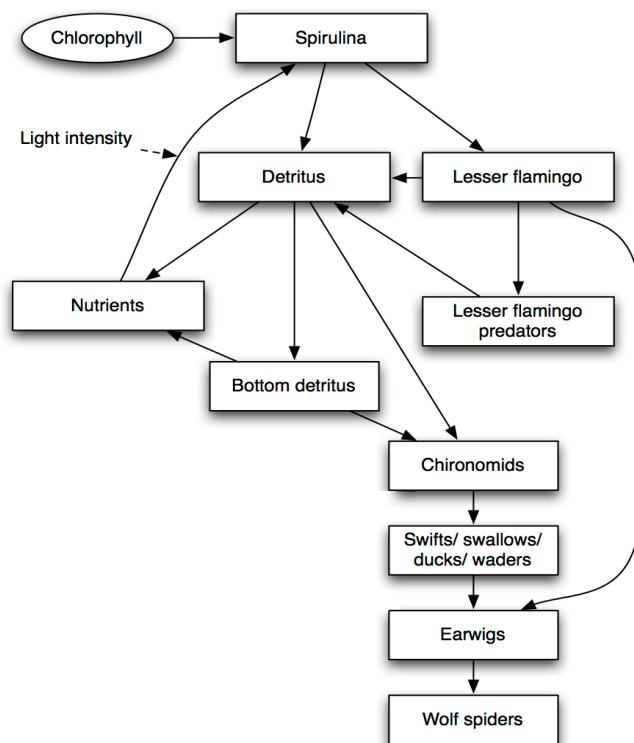 Chlorophyll
Spirulina
Light intensity
Detritus
Lesser flamingo
Nutrients
Lesser flamingo
predators
Bottom detritus
Chironomids
Swifts/ swallows/
ducks/ waders
Earwigs
Wolf spiders